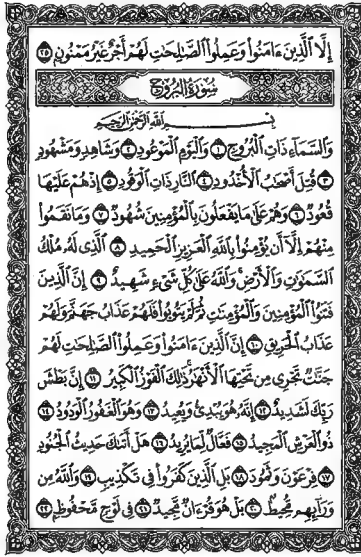 إِلَّا ٱلَّذِينَ ءَامَنُوا۟ وَعَمِلُوا۟ ٱلصَّٰلِحَٰتِ لَهُمْ أَجْرٌ غَيْرُ مَمْنُونٍۭ ٢٥
سُورَةُ ٱلْبُرُوجِ
بِسْمِ ٱللَّهِ ٱلرَّحْمَٰنِ ٱلرَّحِيمِ
وَٱلسَّمَآءِ ذَاتِ ٱلْبُرُوجِ ١ وَٱلْيَوْمِ ٱلْمَوْعُودِ ٢ وَشَاهِدٍ وَمَشْهُودٍ
٣ قُتِلَ أَصْحَٰبُ ٱلْأُخْدُودِ ٤ ٱلنَّارِ ذَاتِ ٱلْوَقُودِ ٥ إِذْ هُمْ عَلَيْهَا
قُعُودٌ ٦ وَهُمْ عَلَىٰ مَا يَفْعَلُونَ بِٱلْمُؤْمِنِينَ شُهُودٌ ٧ وَمَا نَقَمُوا۟
مِنْهُمْ إِلَّآ أَن يُؤْمِنُوا۟ بِٱللَّهِ ٱلْعَزِيزِ ٱلْحَمِيدِ ٨ ٱلَّذِى لَهُۥ مُلْكُ
ٱلسَّمَٰوَٰتِ وَٱلْأَرْضِ وَٱللَّهُ عَلَىٰ كُلِّ شَىْءٍ شَهِيدٌ ٩ إِنَّ ٱلَّذِينَ
فَتَنُوا۟ ٱلْمُؤْمِنِينَ وَٱلْمُؤْمِنَٰتِ ثُمَّ لَمْ يَتُوبُوا۟ فَلَهُمْ عَذَابُ جَهَنَّمَ وَلَهُمْ
عَذَابُ ٱلْحَرِيقِ ١٠ إِنَّ ٱلَّذِينَ ءَامَنُوا۟ وَعَمِلُوا۟ ٱلصَّٰلِحَٰتِ لَهُمْ
جَنَّٰتٌ تَجْرِى مِن تَحْتِهَا ٱلْأَنْهَٰرُ ذَٰلِكَ ٱلْفَوْزُ ٱلْكَبِيرُ ١١ إِنَّ بَطْشَ
رَبِّكَ لَشَدِيدٌ ١٢ إِنَّهُۥ هُوَ يُبْدِئُ وَيُعِيدُ ١٣ وَهُوَ ٱلْغَفُورُ ٱلْوَدُودُ ١٤
ذُو ٱلْعَرْشِ ٱلْمَجِيدُ ١٥ فَعَّالٌ لِّمَا يُرِيدُ ١٦ هَلْ أَتَىٰكَ حَدِيثُ ٱلْجُنُودِ
١٧ فِرْعَوْنَ وَثَمُودَ ١٨ بَلِ ٱلَّذِينَ كَفَرُوا۟ فِى تَكْذِيبٍ ١٩ وَٱللَّهُ مِن
وَرَآئِهِم مُّحِيطٌۢ ٢٠ بَلْ هُوَ قُرْءَانٌ مَّجِيدٌ ٢١ فِى لَوْحٍ مَّحْفُوظٍۭ ٢٢